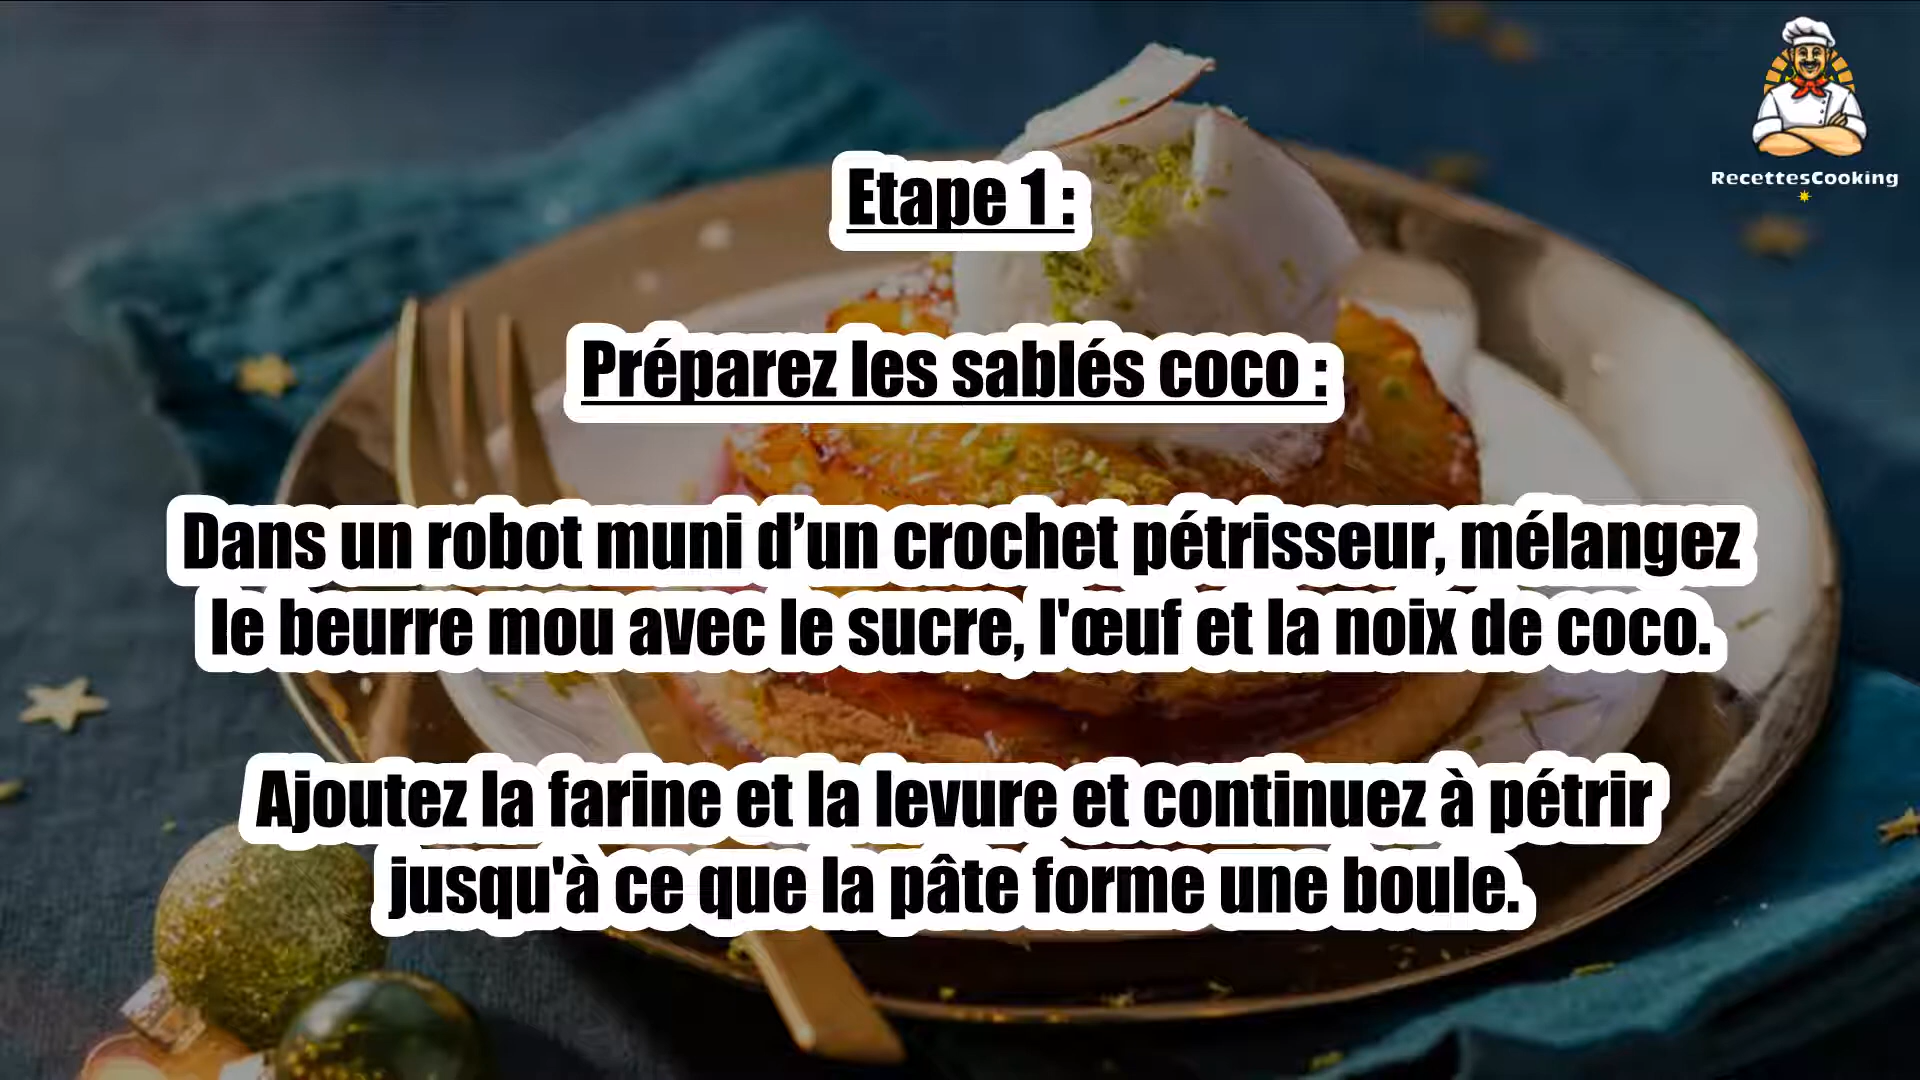 RecettesCooking
Etape 1 :
Préparez les sablés coco :
Dans un robot muni d’un crochet pétrisseur, mélangez
le beurre mou avec le sucre, l'œuf et la noix de coco.
Ajoutez la farine et la levure et continuez à pétrir
jusqu'à ce que la pâte forme une boule.